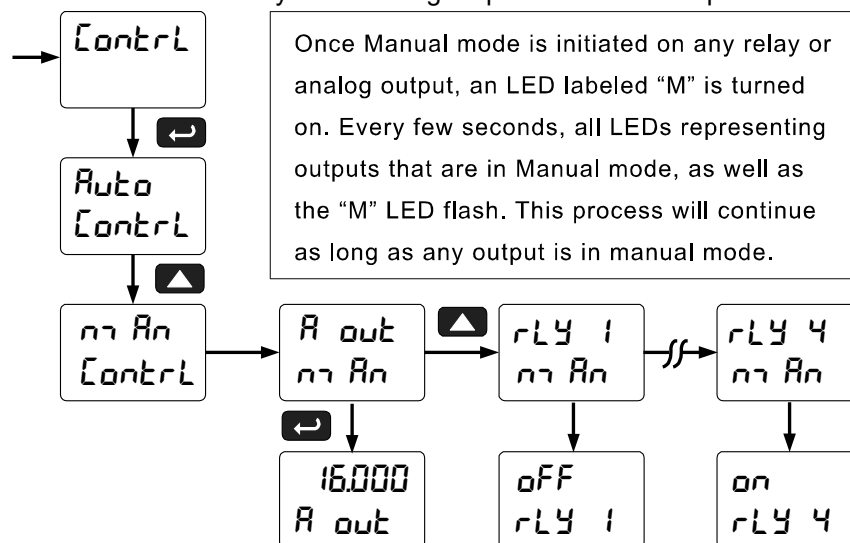 ContrL
Once Manual mode is initiated on any relay or
analog output, an LED labeled “M” is turned
on. Every few seconds, all LEDs representing
outputs that are in Manual mode, as well as
the “M” LED flash. This process will continue
as long as any output is in manual mode.
Auto
ContrL
mAn
ContrL
A out
mAn
rLY 1
mAn
rLY 4
mAn
16.000
A out
oFF
rLY 1
on
rLY 4